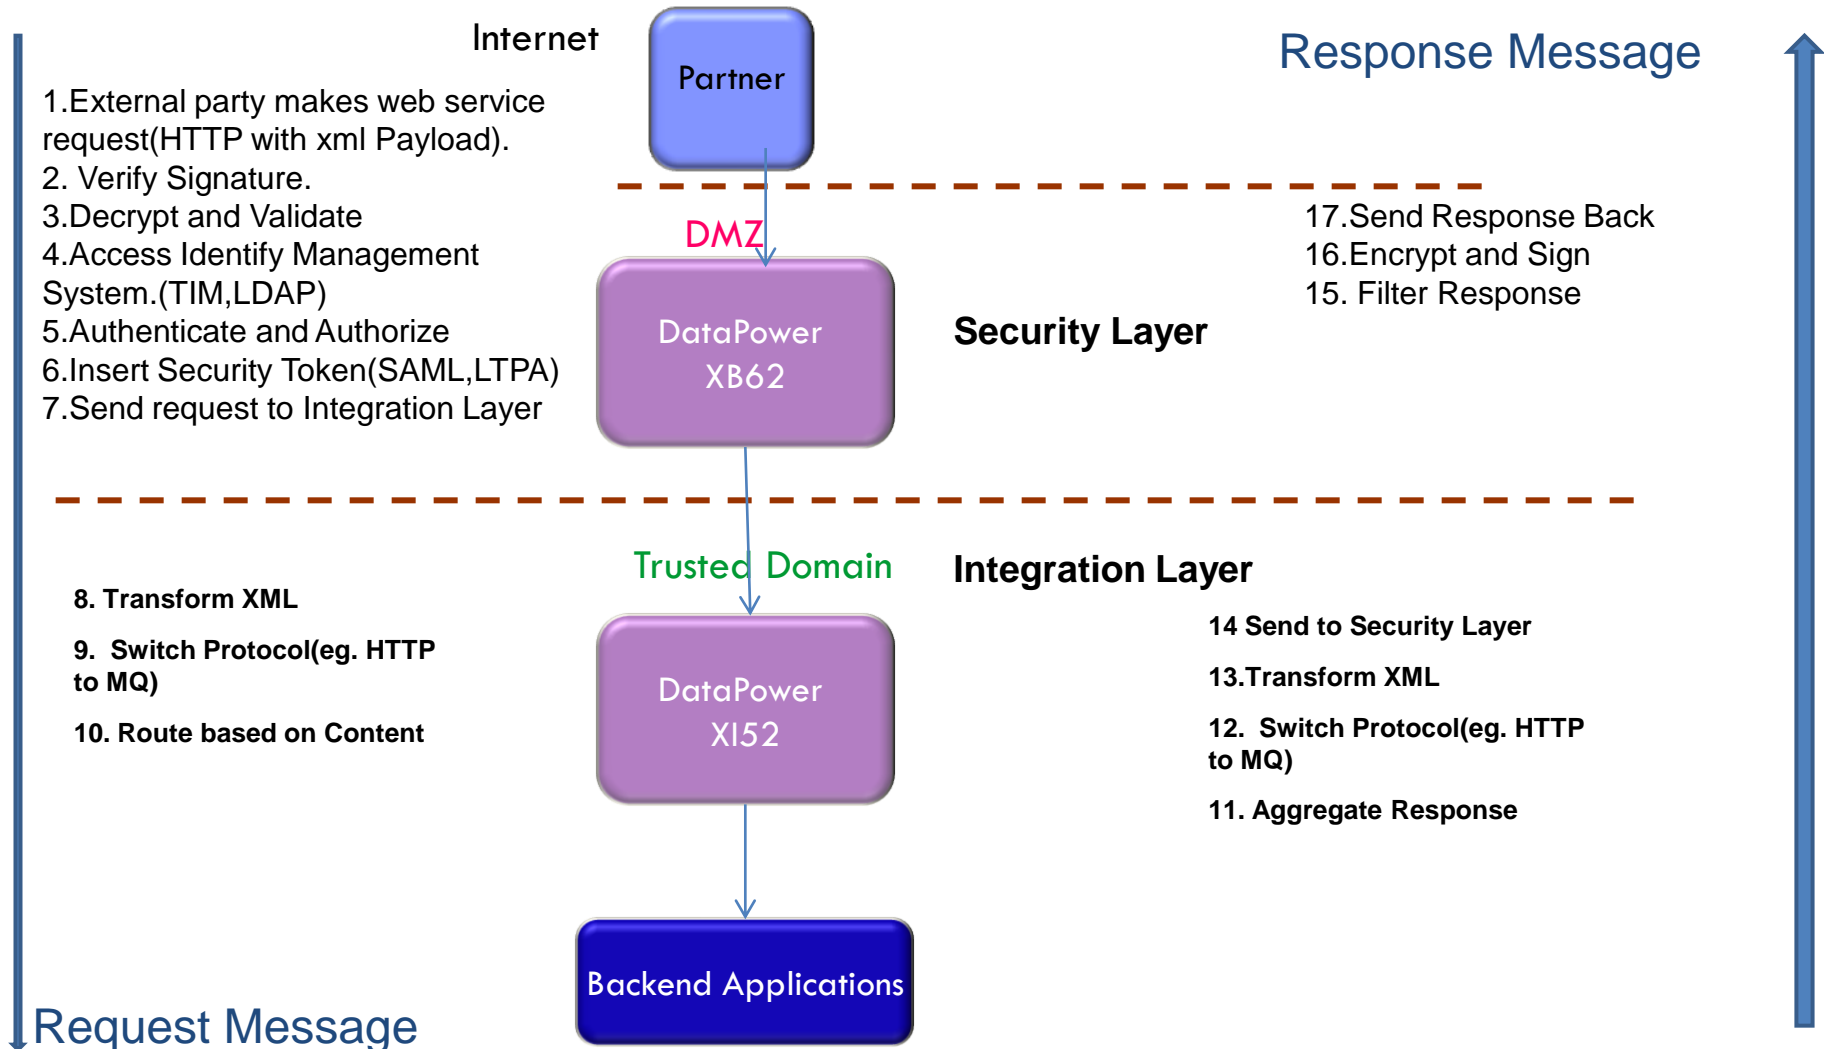 Internet
Partner
Response Message
1.External party makes web service
request(HTTP with xml Payload).
2. Verify Signature.
3.Decrypt and Validate
4.Access Identify Management
System.(TIM,LDAP)
5.Authenticate and Authorize
6.Insert Security Token(SAML,LTPA)
7.Send request to Integration Layer
DMZ
DataPower
XB62
Security Layer
17.Send Response Back
16.Encrypt and Sign
15. Filter Response
Trusted Domain
Integration Layer
8. Transform XML
9. Switch Protocol(eg. HTTP
to MQ)
10. Route based on Content
DataPower
XI52
14 Send to Security Layer
13.Transform XML
12. Switch Protocol(eg. HTTP
to MQ)
11. Aggregate Response
Backend Applications
Request Message